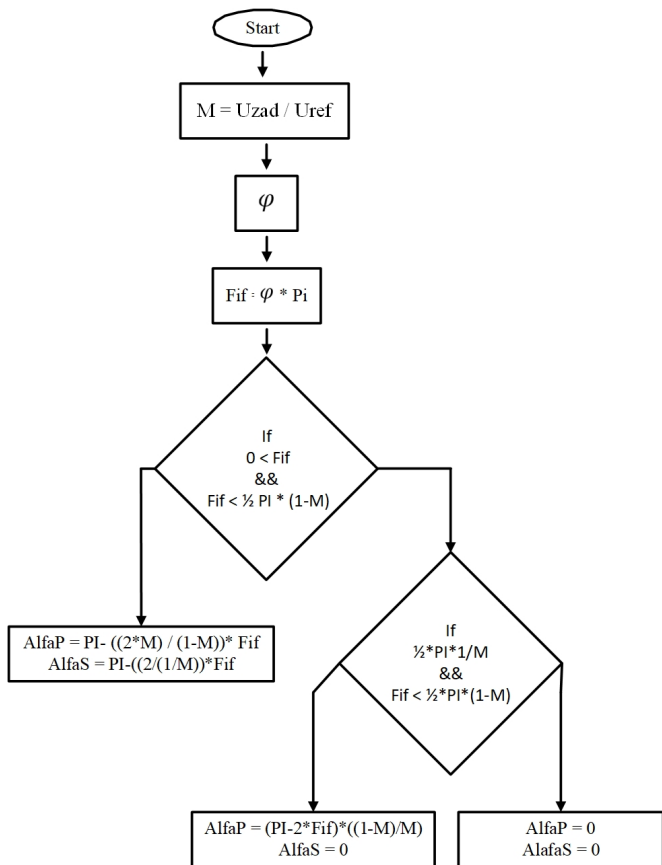 Start
M = Uzad / Uref
φ
Fif = φ * Pi
If
0 < Fif
&&
Fif < ½ PI * (1-M)
AlfaP = PI- ((2*M) / (1-M))* Fif
AlfaS = PI-((2/(1/M))*Fif
If
½*PI*1/M
&&
Fif < ½*PI*(1-M)
AlfaP = (PI-2*Fif)*((1-M)/M)
AlfaS = 0
AlfaP = 0
AlafaS = 0